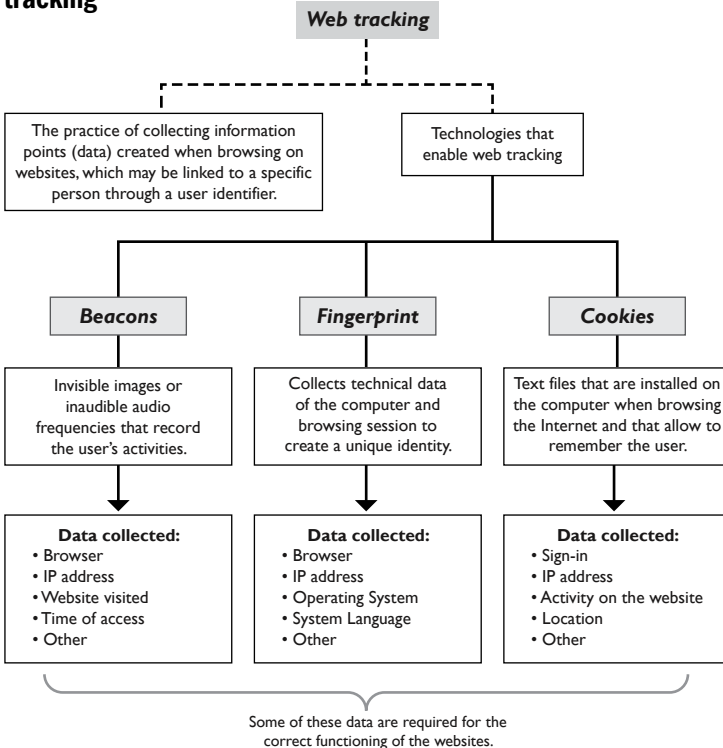 tracking
Web tracking
The practice of collecting information
points (data) created when browsing on
websites, which may be linked to a specific
person through a user identifier.
Technologies that
enable web tracking
Beacons
Invisible images or
inaudible audio
frequencies that record
the user's activities.
Data collected:
• Browser
• IP address
• Website visited
• Time of access
• Other
Fingerprint
Collects technical data
of the computer and
browsing session to
create a unique identity.
Data collected:
• Browser
• IP address
• Operating System
• System Language
• Other
Cookies
Text files that are installed on
the computer when browsing
the Internet and that allow to
remember the user.
Data collected:
• Sign-in
• IP address
• Activity on the website
• Location
• Other
Some of these data are required for the
correct functioning of the websites.